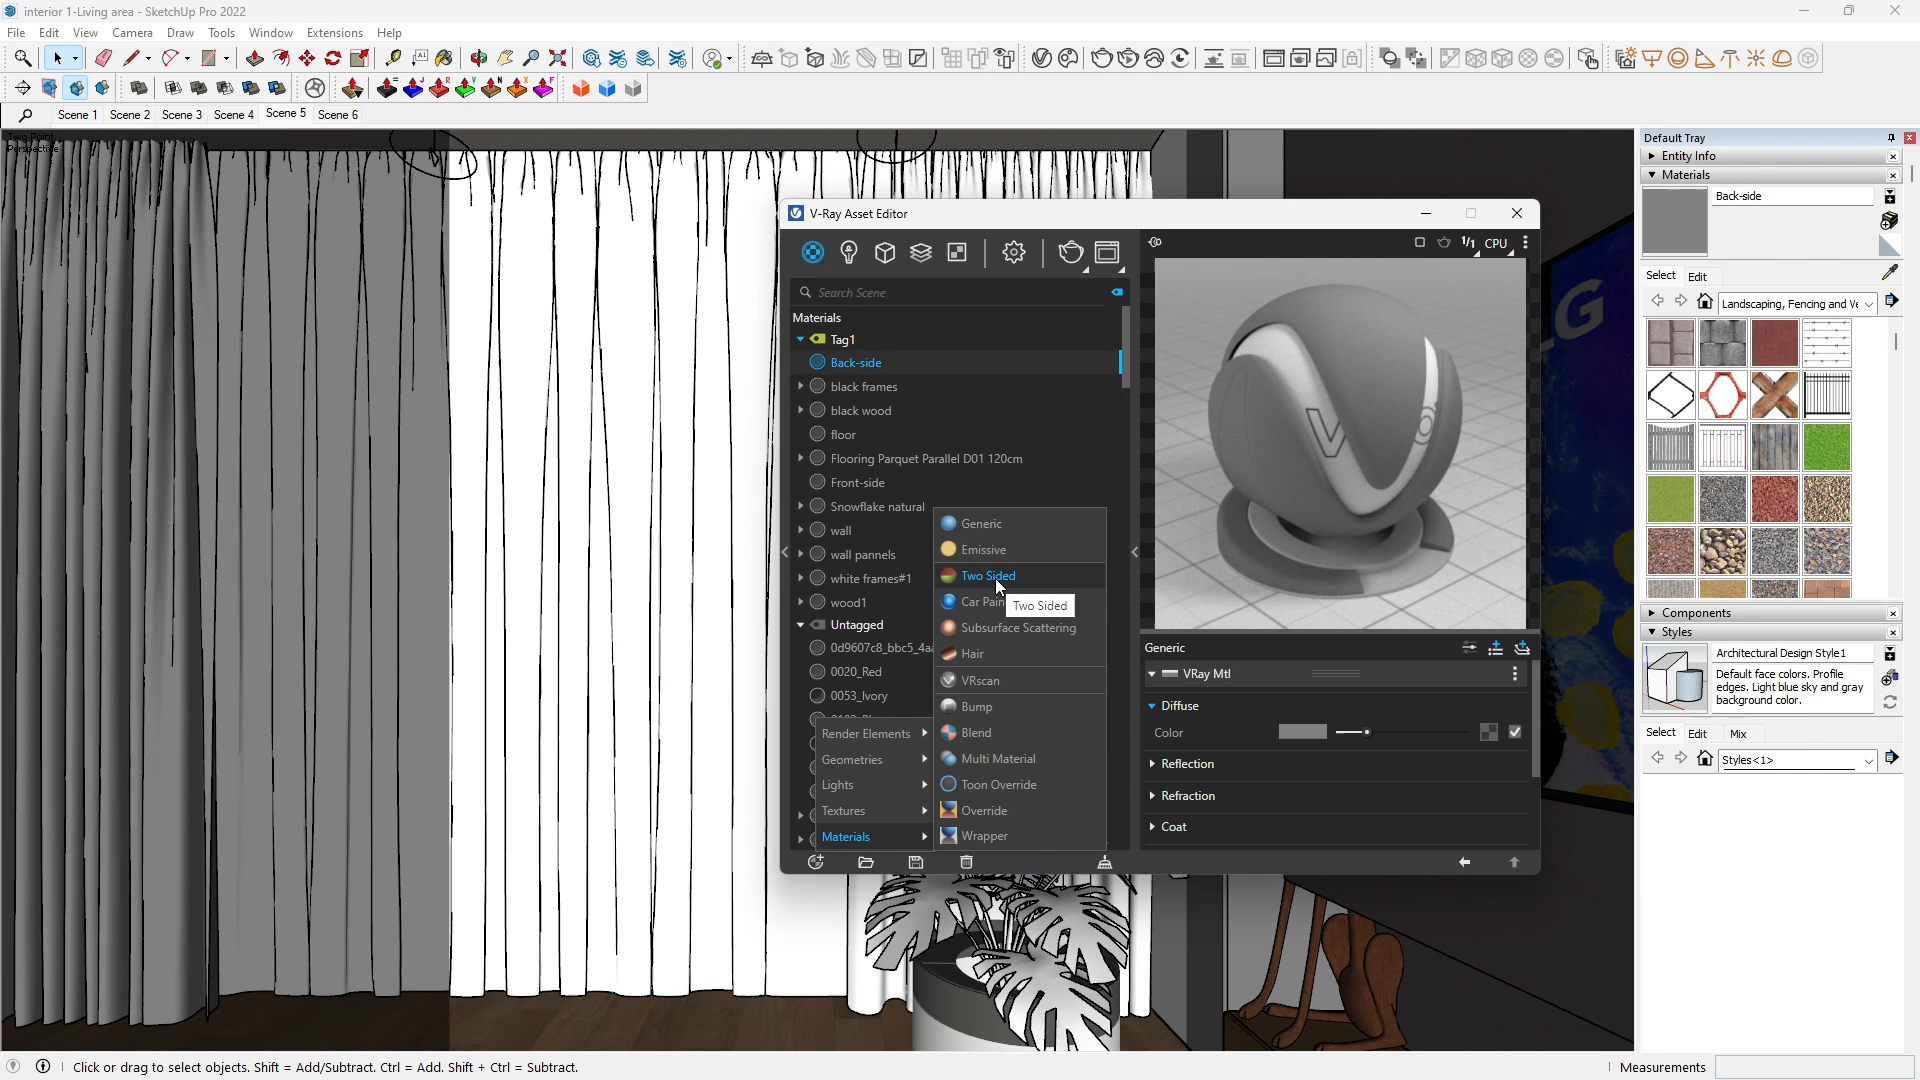 interior 1-Living area - SketchUp Pro 2022
File Edit View Camera Draw Tools Window Extensions Help
Scene 1 Scene 2 Scene 3 Scene 4 Scene 5 Scene 6
Two Point
Perspective
V-Ray Asset Editor
1/1 CPU
Search Scene
Materials
Tag1
Back-side
black frames
black wood
floor
Flooring Parquet Parallel D01 120cm
Front-side
Snowflake natural
wall
wall pannels
white frames#1
wood1
Untagged
0d9607c8_bbc5_4a
0020_Red
0053_Ivory
Render Elements
Geometries
Lights
Textures
Materials
Generic
Emissive
Two Sided
Car Pain
Two Sided
Subsurface Scattering
Hair
VRscan
Bump
Blend
Multi Material
Toon Override
Override
Wrapper
Generic
VRay Mtl
Diffuse
Color
Reflection
Refraction
Coat
Default Tray
Entity Info
Materials
Back-side
Select Edit
Landscaping, Fencing and Ve
Components
Styles
Architectural Design Style1
Default face colors. Profile
edges. Light blue sky and gray
background color.
Select Edit Mix
Styles<1>
LG
Click or drag to select objects. Shift = Add/Subtract. Ctrl = Add. Shift + Ctrl = Subtract.
Measurements